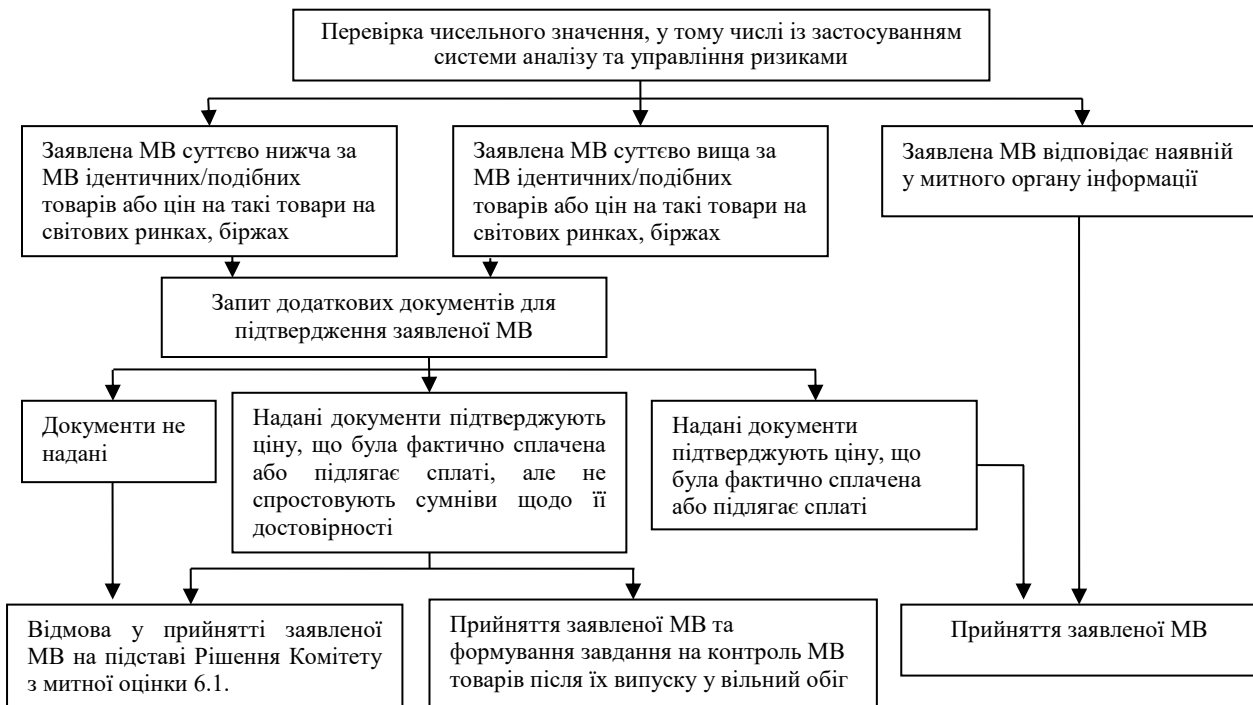 Перевірка чисельного значення, у тому числі із застосуванням
системи аналізу та управління ризиками
Заявлена МВ суттєво нижча за
МВ ідентичних/подібних
товарів або цін на такі товари на
світових ринках, біржах
Заявлена МВ суттєво вища за
МВ ідентичних/подібних
товарів або цін на такі товари на
світових ринках, біржах
Заявлена МВ відповідає наявній
у митного органу інформації
Запит додаткових документів для
підтвердження заявленої МВ
Документи не
надані
Надані документи підтверджують
ціну, що була фактично сплачена
або підлягає сплаті, але не
спростовують сумніви щодо її
достовірності
Надані документи
підтверджують ціну, що
була фактично сплачена
або підлягає сплаті
Відмова у прийнятті заявленої
МВ на підставі Рішення Комітету
з митної оцінки 6.1.
Прийняття заявленої МВ та
формування завдання на контроль МВ
товарів після їх випуску у вільний обіг
Прийняття заявленої МВ